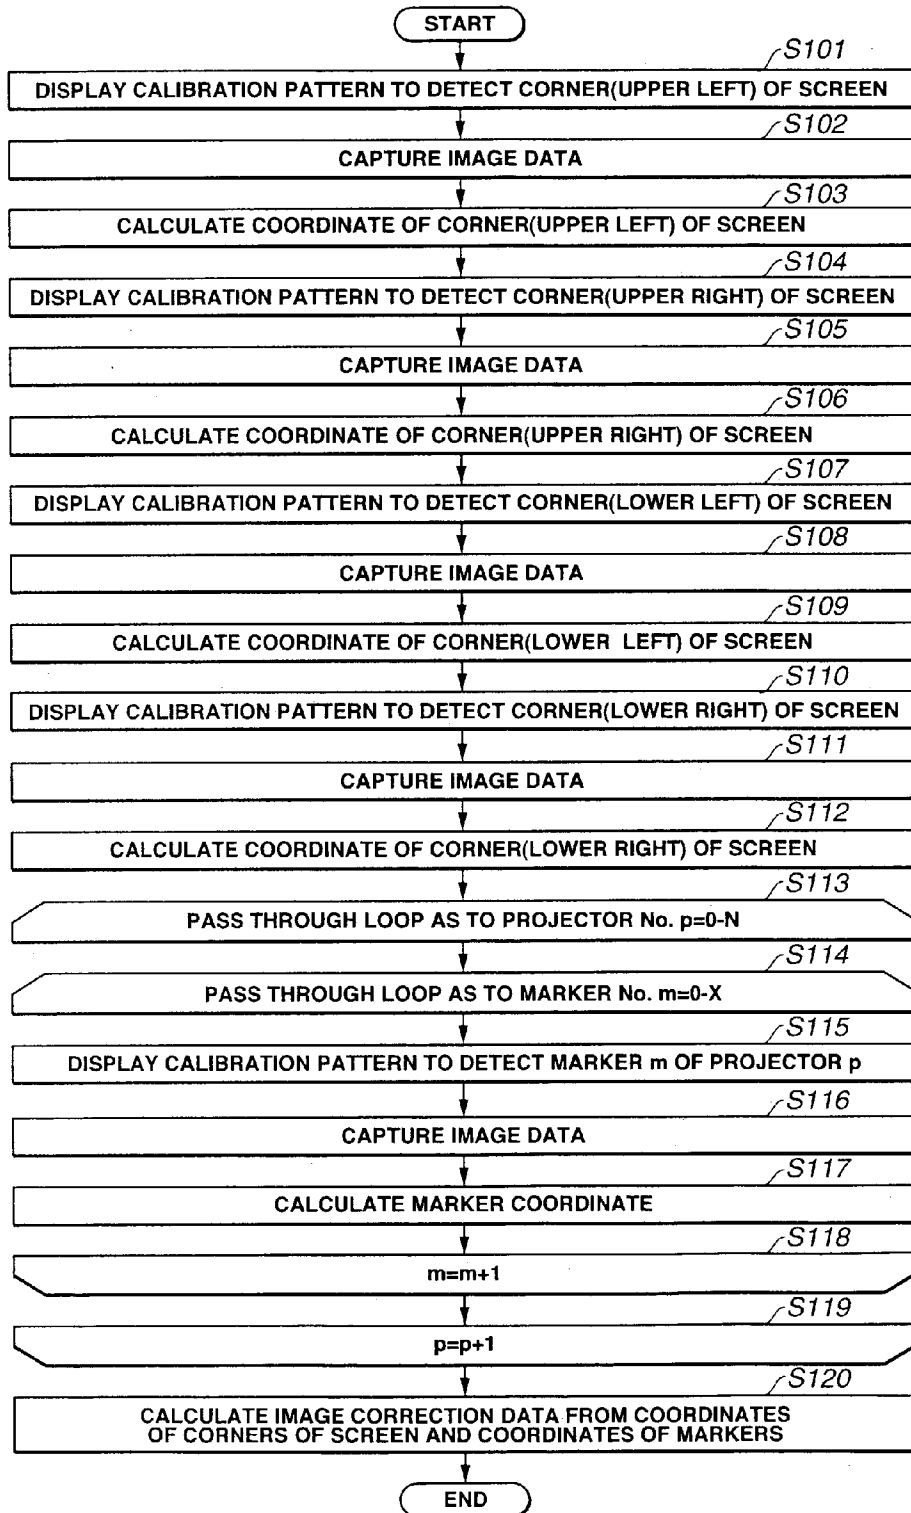 START
S101
DISPLAY CALIBRATION PATTERN TO DETECT CORNER(UPPER LEFT) OF SCREEN
S102
CAPTURE IMAGE DATA
S103
CALCULATE COORDINATE OF CORNER(UPPER LEFT) OF SCREEN
S104
DISPLAY CALIBRATION PATTERN TO DETECT CORNER(UPPER RIGHT) OF SCREEN
S105
CAPTURE IMAGE DATA
S106
CALCULATE COORDINATE OF CORNER(UPPER RIGHT) OF SCREEN
S107
DISPLAY CALIBRATION PATTERN TO DETECT CORNER(LOWER LEFT) OF SCREEN
S108
CAPTURE IMAGE DATA
S109
CALCULATE COORDINATE OF CORNER(LOWER LEFT) OF SCREEN
S110
DISPLAY CALIBRATION PATTERN TO DETECT CORNER(LOWER RIGHT) OF SCREEN
S111
CAPTURE IMAGE DATA
S112
CALCULATE COORDINATE OF CORNER(LOWER RIGHT) OF SCREEN
S113
PASS THROUGH LOOP AS TO PROJECTOR No. p=0-N
S114
PASS THROUGH LOOP AS TO MARKER No. m=0-X
S115
DISPLAY CALIBRATION PATTERN TO DETECT MARKER m OF PROJECTOR p
S116
CAPTURE IMAGE DATA
S117
CALCULATE MARKER COORDINATE
S118
m=m+1
S119
p=p+1
S120
CALCULATE IMAGE CORRECTION DATA FROM COORDINATES
OF CORNERS OF SCREEN AND COORDINATES OF MARKERS
END